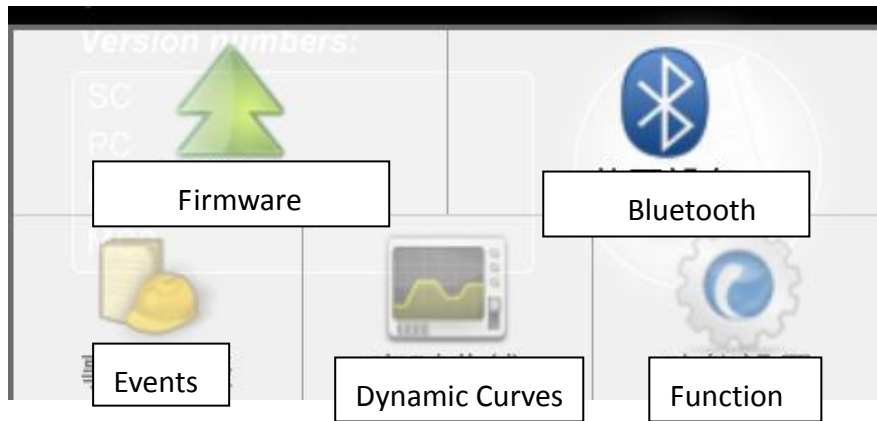 Version numbers:
SC
PC
Firmware
Bluetooth
Events
Dynamic Curves
Function